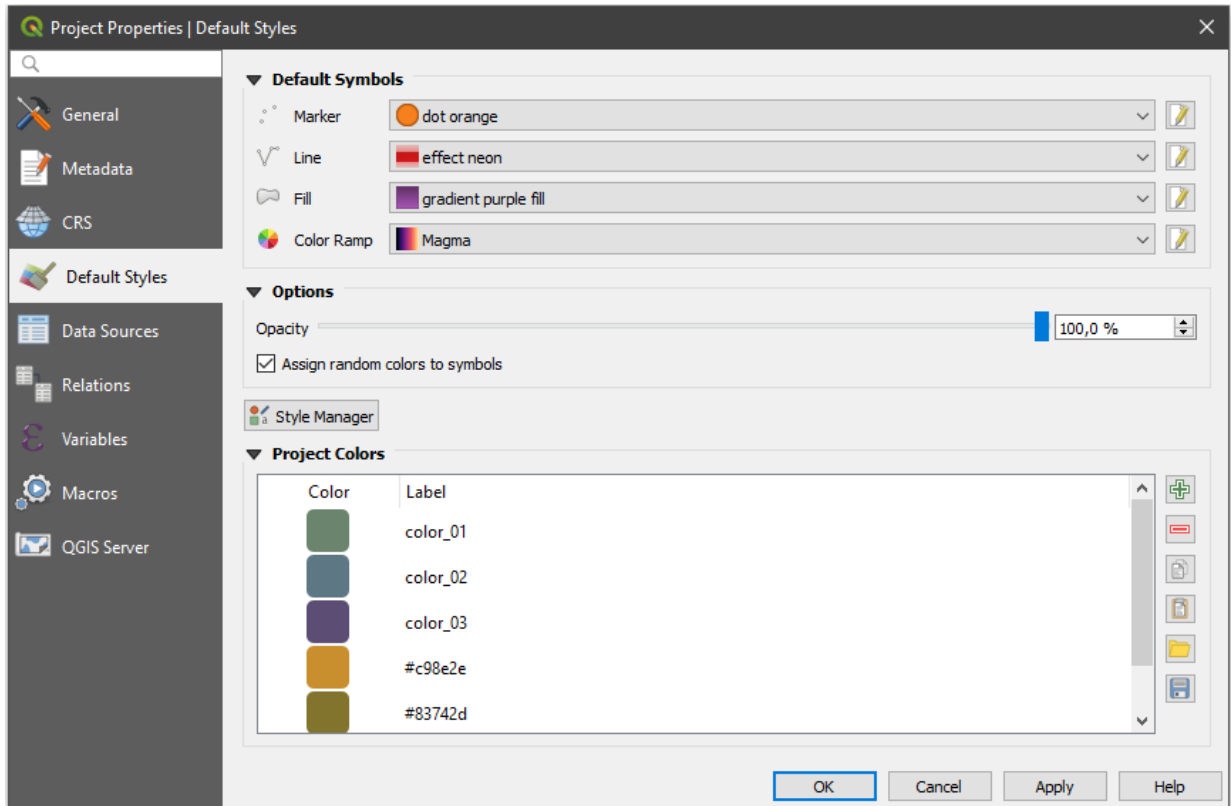 Project Properties | Default Styles
General
Metadata
CRS
Default Styles
Data Sources
Relations
Variables
Macros
QGIS Server
Default Symbols
Marker dot orange
Line effect neon
Fill gradient purple fill
Color Ramp Magma
Options
Opacity 100,0 %
Assign random colors to symbols
Style Manager
Project Colors
Color Label
color_01
color_02
color_03
#c98e2e
#83742d
OK Cancel Apply Help